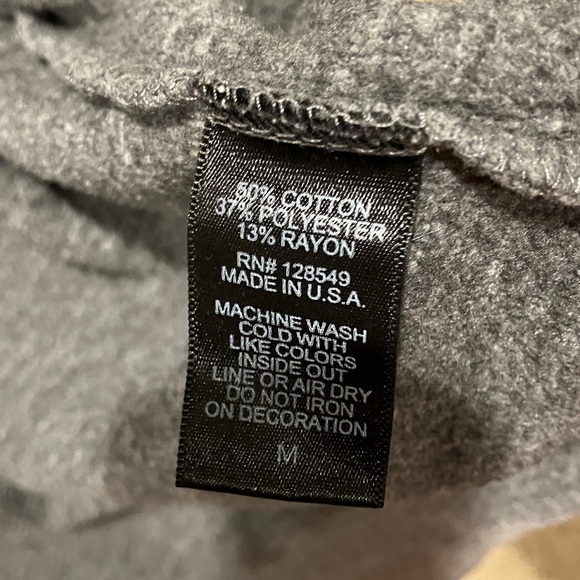 50% COTTON
37% POLYESTER
13% RAYON
RN# 128549
MADE IN U.S.A.
MACHINE WASH
COLD WITH
LIKE COLORS
INSIDE OUT
LINE OR AIR DRY
DO NOT IRON
ON DECORATION
M